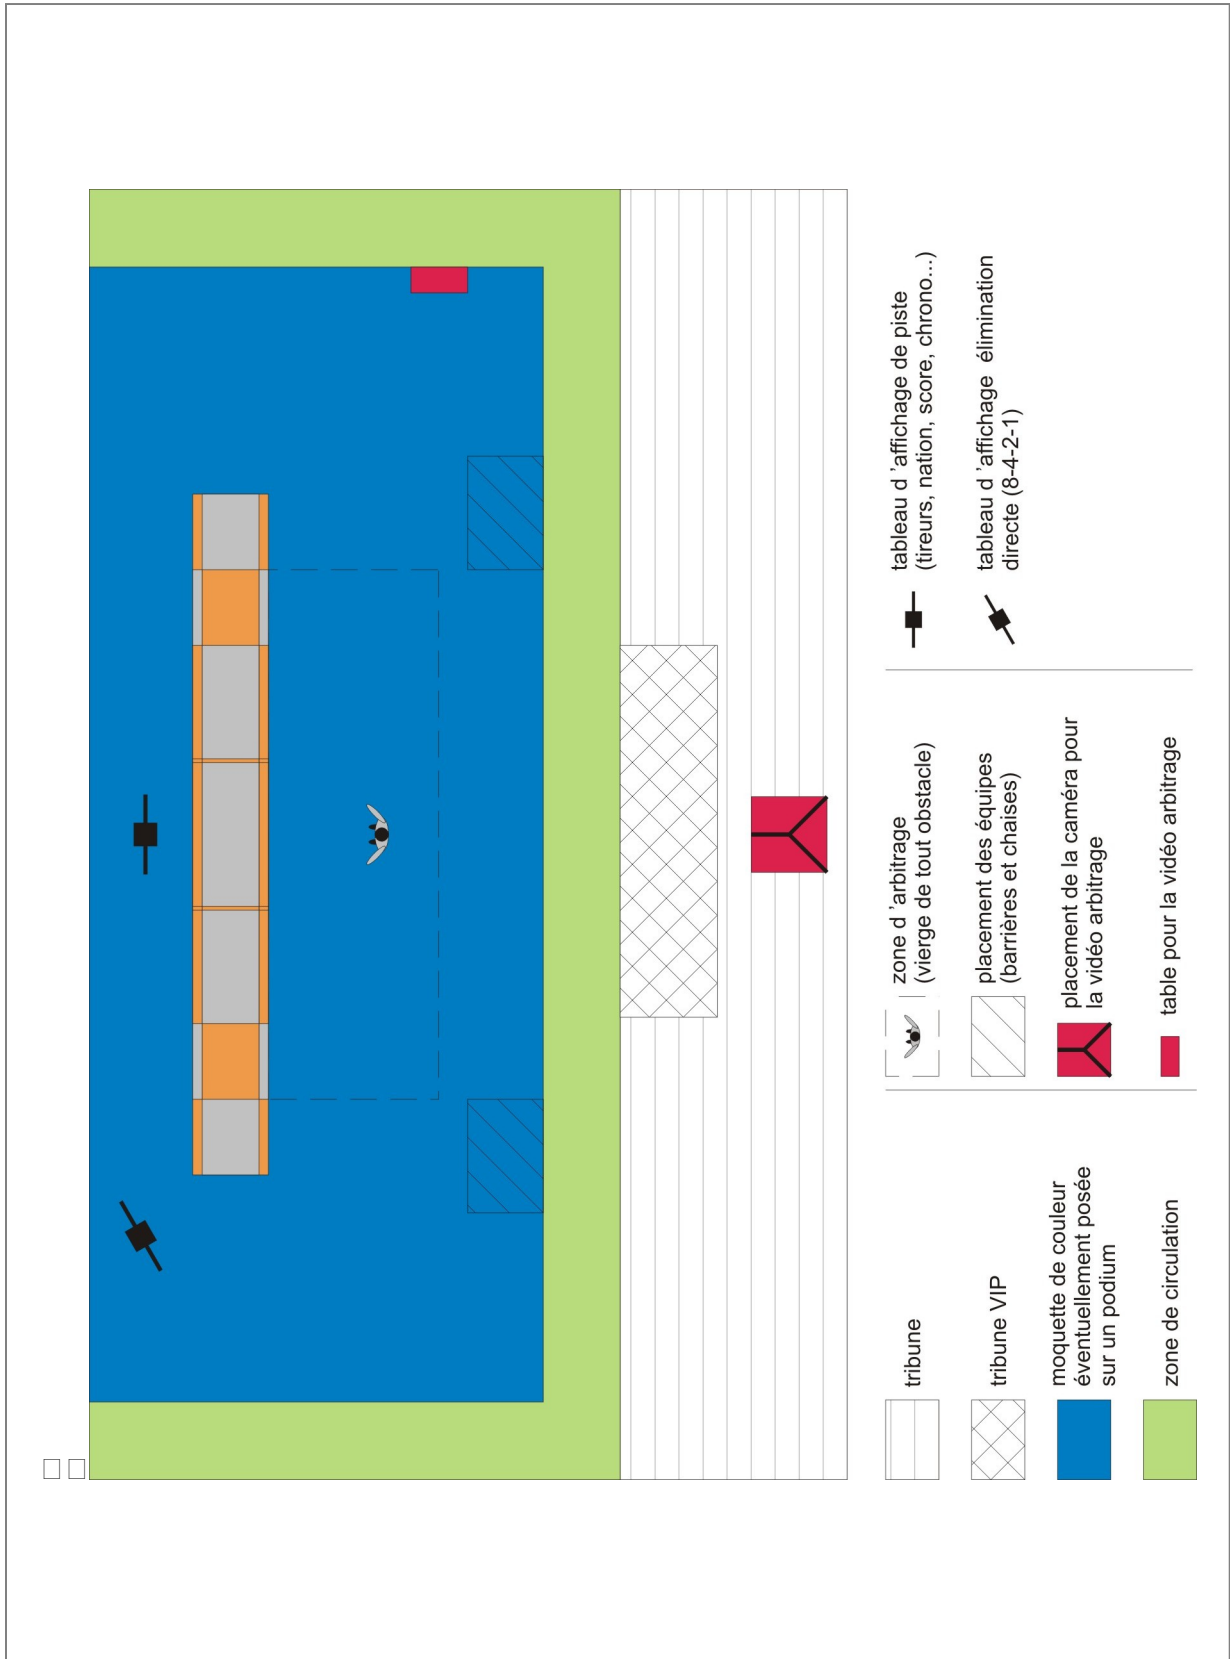 tribune
tribune VIP
moquette de couleur
éventuellement posée
sur un podium
zone de circulation
zone d 'arbitrage
(vierge de tout obstacle)
placement des équipes
(barrières et chaises)
placement de la caméra pour
la vidéo arbitrage
table pour la vidéo arbitrage
tableau d 'affichage de piste
(tireurs, nation, score, chrono...)
tableau d 'affichage élimination
directe (8-4-2-1)